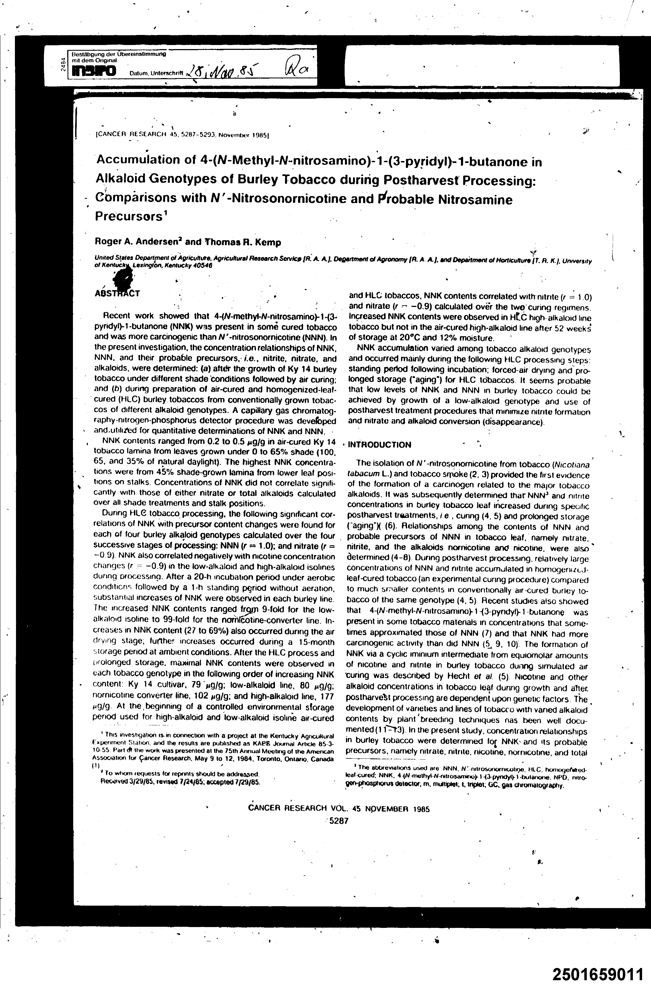 2484
Bestätigung der Übereinstimmung
mit dem Original
INBIFO
Datum, Unterschrift 28. Nov. 85
[CANCER RESEARCH 45, 5287-5293, November 1985]
Accumulation of 4-(N-Methyl-N-nitrosamino)-1-(3-pyridyl)-1-butanone in
Alkaloid Genotypes of Burley Tobacco during Postharvest Processing:
Comparisons with N′-Nitrosonornicotine and Probable Nitrosamine
Precursors¹
Roger A. Andersen² and Thomas R. Kemp
United States Department of Agriculture, Agricultural Research Service [R. A. A.], Department of Agronomy [R. A. A.], and Department of Horticulture [T. R. K.], University
of Kentucky, Lexington, Kentucky 40546
ABSTRACT
Recent work showed that 4-(N-methyl-N-nitrosamino)-1-(3-
pyridyl)-1-butanone (NNK) was present in some cured tobacco
and was more carcinogenic than N′-nitrosonornicotine (NNN). In
the present investigation, the concentration relationships of NNK,
NNN, and their probable precursors, i.e., nitrite, nitrate, and
alkaloids, were determined: (a) after the growth of Ky 14 burley
tobacco under different shade conditions followed by air curing;
and (b) during preparation of air-cured and homogenized-leaf-
cured (HLC) burley tobaccos from conventionally grown tobac-
cos of different alkaloid genotypes. A capillary gas chromatog-
raphy-nitrogen-phosphorus detector procedure was developed
and utilized for quantitative determinations of NNK and NNN.
NNK contents ranged from 0.2 to 0.5 μg/g in air-cured Ky 14
tobacco lamina from leaves grown under 0 to 65% shade (100,
65, and 35% of natural daylight). The highest NNK concentra-
tions were from 45% shade-grown lamina from lower leaf posi-
tions on stalks. Concentrations of NNK did not correlate signifi-
cantly with those of either nitrate or total alkaloids calculated
over all shade treatments and stalk positions.
During HLC tobacco processing, the following significant cor-
relations of NNK with precursor content changes were found for
each of four burley alkaloid genotypes calculated over the four
successive stages of processing: NNN (r = 1.0); and nitrate (r =
−0.9). NNK also correlated negatively with nicotine concentration
changes (r = −0.9) in the low-alkaloid and high-alkaloid isolines
during processing. After a 20-h incubation period under aerobic
conditions followed by a 1-h standing period without aeration,
substantial increases of NNK were observed in each burley line.
The increased NNK contents ranged from 9-fold for the low-
alkaloid isoline to 99-fold for the nornicotine-converter line. In-
creases in NNK content (27 to 69%) also occurred during the air
drying stage, further increases occurred during a 15-month
storage period at ambient conditions. After the HLC process and
prolonged storage, maximal NNK contents were observed in
each tobacco genotype in the following order of increasing NNK
content: Ky 14 cultivar, 79 μg/g; low-alkaloid line, 80 μg/g;
nornicotine converter line, 102 μg/g; and high-alkaloid line, 177
μg/g. At the beginning of a controlled environmental storage
period used for high-alkaloid and low-alkaloid isoline air-cured
¹ This investigation is in connection with a project at the Kentucky Agricultural
Experiment Station, and the results are published as KAES Journal Article 85-3-
10-55. Part of the work was presented at the 75th Annual Meeting of the American
Association for Cancer Research, May 9 to 12, 1984, Toronto, Ontario, Canada
(1)
² To whom requests for reprints should be addressed.
Received 3/29/85, revised 7/24/85; accepted 7/29/85.
and HLC tobaccos, NNK contents correlated with nitrite (r = 1.0)
and nitrate (r = −0.9) calculated over the two curing regimens.
Increased NNK contents were observed in HLC high-alkaloid line
tobacco but not in the air-cured high-alkaloid line after 52 weeks
of storage at 20°C and 12% moisture.
NNK accumulation varied among tobacco alkaloid genotypes
and occurred mainly during the following HLC processing steps:
standing period following incubation; forced-air drying and pro-
longed storage ("aging") for HLC tobaccos. It seems probable
that low levels of NNK and NNN in burley tobacco could be
achieved by growth of a low-alkaloid genotype and use of
postharvest treatment procedures that minimize nitrite formation
and nitrate and alkaloid conversion (disappearance).
INTRODUCTION
The isolation of N′-nitrosonornicotine from tobacco (Nicotiana
tabacum L.) and tobacco smoke (2, 3) provided the first evidence
of the formation of a carcinogen related to the major tobacco
alkaloids. It was subsequently determined that NNN³ and nitrite
concentrations in burley tobacco leaf increased during specific
postharvest treatments, i.e., curing (4, 5) and prolonged storage
("aging") (6). Relationships among the contents of NNN and
probable precursors of NNN in tobacco leaf, namely nitrate,
nitrite, and the alkaloids nornicotine and nicotine, were also
determined (4-8). During postharvest processing, relatively large
concentrations of NNN and nitrite accumulated in homogenized-
leaf-cured tobacco (an experimental curing procedure) compared
to much smaller contents in conventionally air-cured burley to-
bacco of the same genotype (4, 5). Recent studies also showed
that 4-(N-methyl-N-nitrosamino)-1-(3-pyridyl)-1-butanone was
present in some tobacco materials in concentrations that some-
times approximated those of NNN (7) and that NNK had more
carcinogenic activity than did NNN (5, 9, 10). The formation of
NNK via a cyclic iminium intermediate from equimolar amounts
of nicotine and nitrite in burley tobacco during simulated air
curing was described by Hecht et al. (5). Nicotine and other
alkaloid concentrations in tobacco leaf during growth and after
postharvest processing are dependent upon genetic factors. The
development of varieties and lines of tobacco with varied alkaloid
contents by plant breeding techniques has been well docu-
mented (11-13). In the present study, concentration relationships
in burley tobacco were determined for NNK and its probable
precursors, namely nitrate, nitrite, nicotine, nornicotine, and total
³ The abbreviations used are: NNN, N′-nitrosonornicotine, HLC, homogenized-
leaf-cured; NNK, 4-(N-methyl-N-nitrosamino)-1-(3-pyridyl)-1-butanone, NPD, nitro-
gen-phosphorus detector; m, multiplet; t, triplet; GC, gas chromatography.
CANCER RESEARCH VOL. 45 NOVEMBER 1985
5287
2501659011